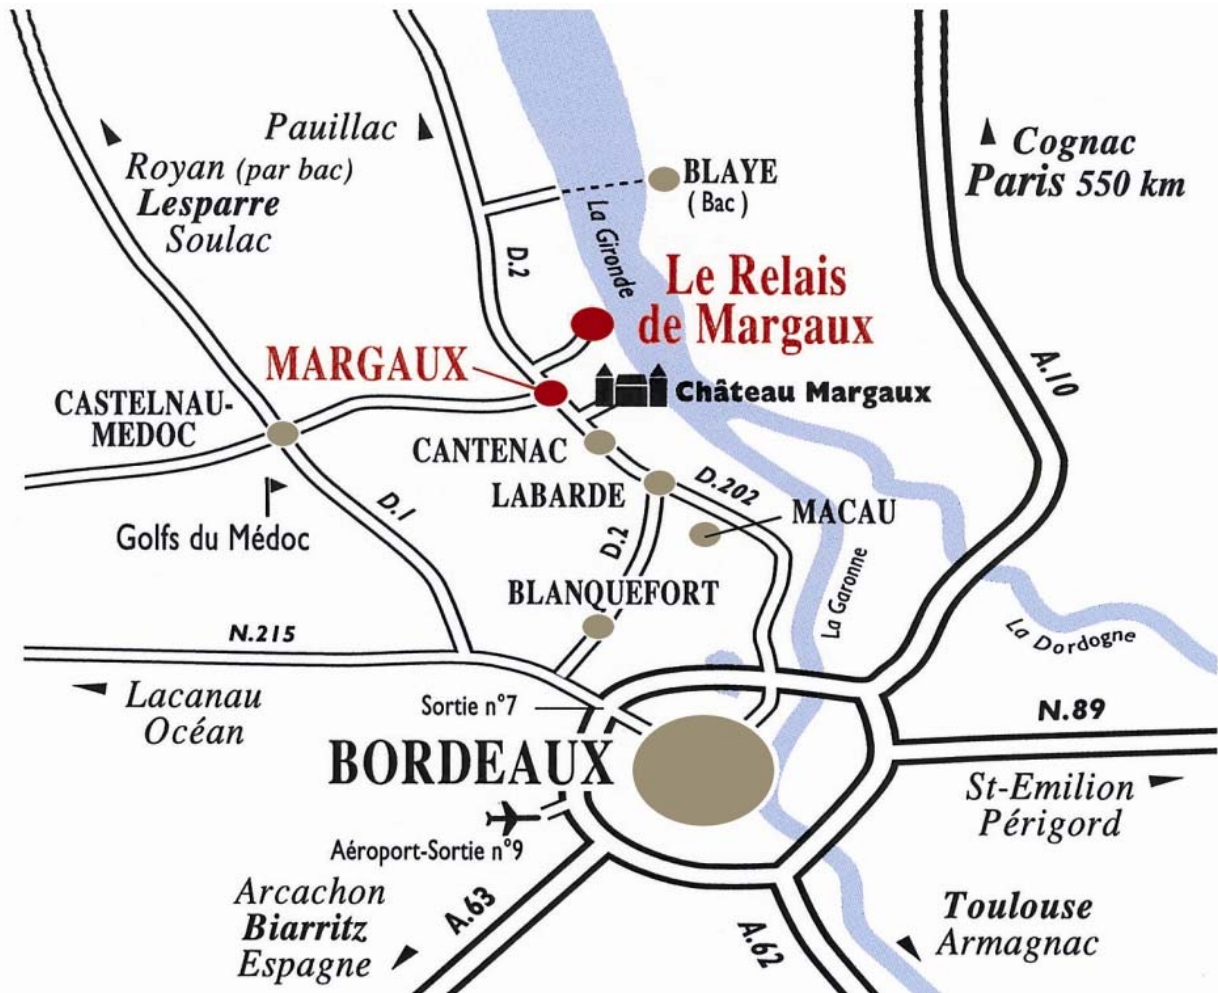 Pauillac
Royan (par bac)
Lesparre
Soulac
BLAYE
( Bac )
Cognac
Paris 550 km
La Gironde
D.2
Le Relais
de Margaux
MARGAUX
A.10
Château Margaux
CASTELNAU-
MEDOC
CANTENAC
LABARDE
D.202
MACAU
D.1
Golfs du Médoc
D.2
BLANQUEFORT
La Garonne
La Dordogne
N.215
Lacanau
Océan
Sortie n°7
N.89
BORDEAUX
St-Emilion
Périgord
Aéroport-Sortie n°9
Arcachon
Biarritz
Espagne
A.63
A.62
Toulouse
Armagnac